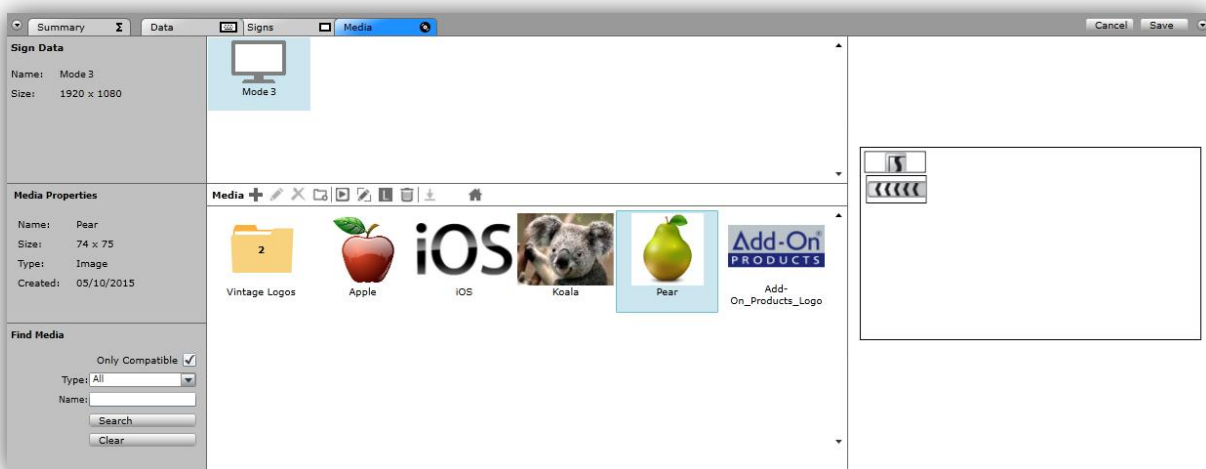 Summary Σ Data Signs Media Cancel Save
Sign Data
Name: Mode 3
Size: 1920 x 1080
Mode 3
Media Properties
Name: Pear
Size: 74 x 75
Type: Image
Created: 05/10/2015
Find Media
Only Compatible
Type: All
Name:
Search
Clear
Media L
2
iOS
Add-On
PRODUCTS
Vintage Logos Apple iOS Koala Pear Add-
On_Products_Logo